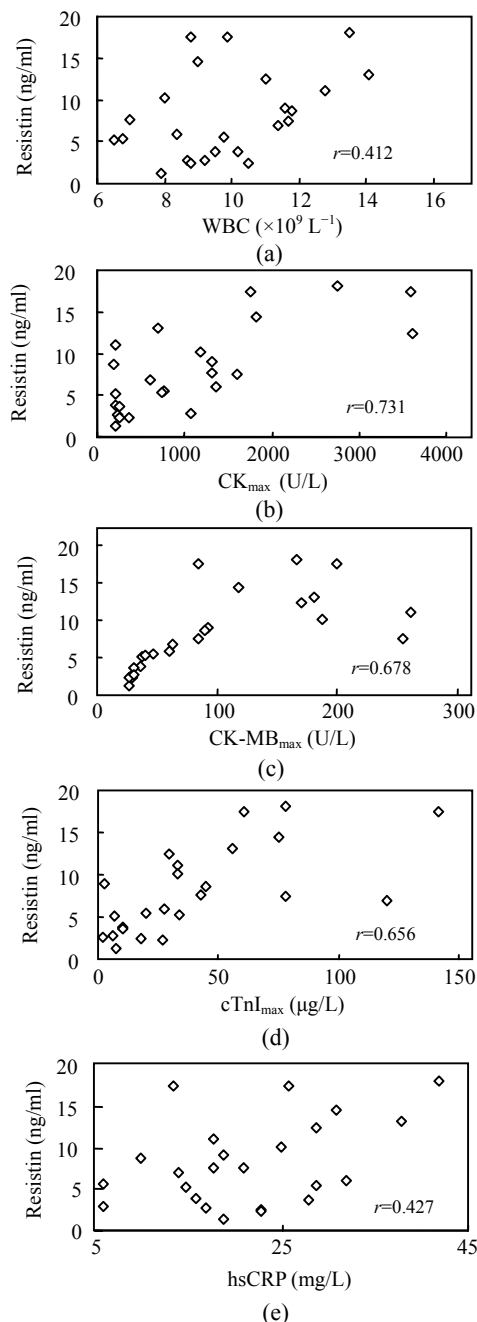 20
15
10
5
0
Resistin (ng/ml)
r=0.412
6 8 10 12 14 16
WBC (×10⁹ L⁻¹)
(a)
20
15
10
5
0
Resistin (ng/ml)
r=0.731
0 1000 2000 3000 4000
CKmax (U/L)
(b)
20
15
10
5
0
Resistin (ng/ml)
r=0.678
0 100 200 300
CK-MBmax (U/L)
(c)
20
15
10
5
0
Resistin (ng/ml)
r=0.656
0 50 100 150
cTnImax (μg/L)
(d)
20
15
10
5
0
Resistin (ng/ml)
r=0.427
5 25 45
hsCRP (mg/L)
(e)